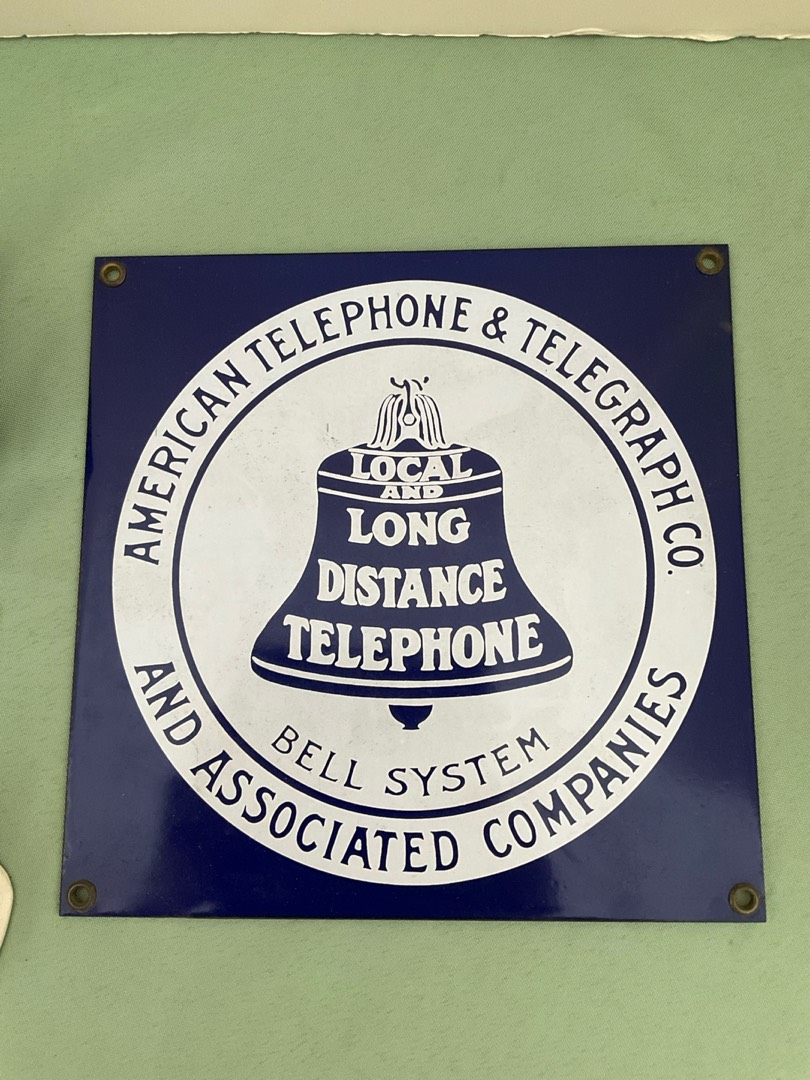 AMERICAN TELEPHONE & TELEGRAPH CO.
LOCAL
AND
LONG
DISTANCE
TELEPHONE
BELL SYSTEM
AND ASSOCIATED COMPANIES